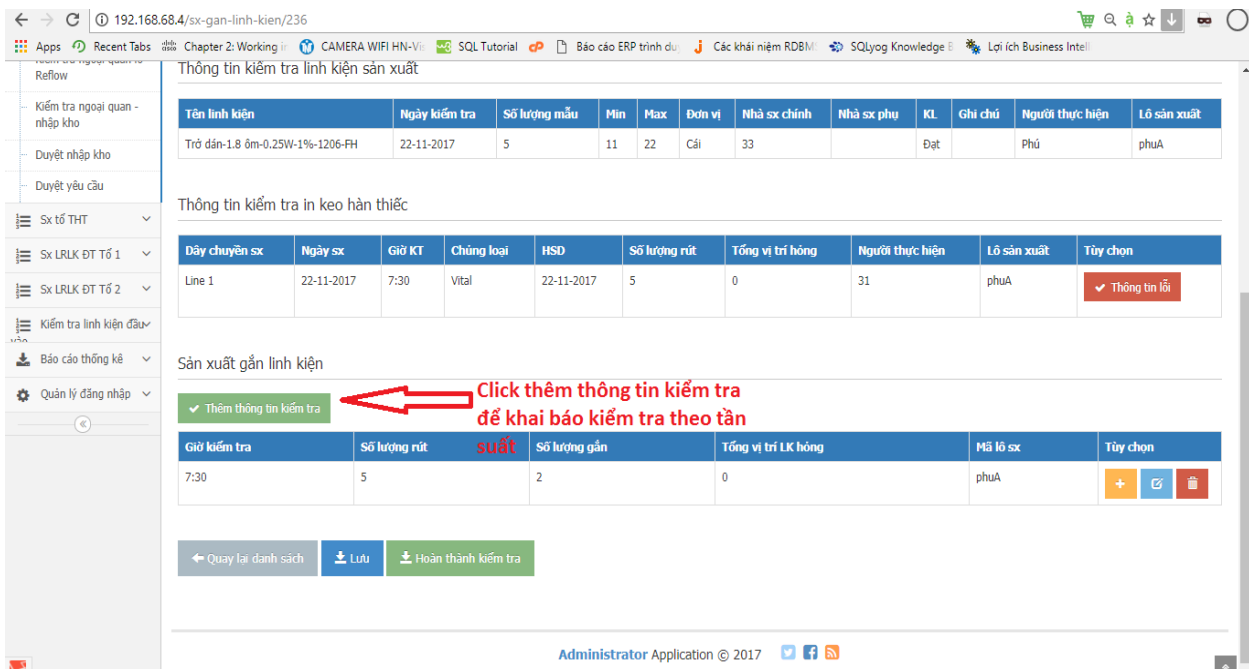 192.168.68.4/sx-gan-linh-kien/236
Apps Recent Tabs Chapter 2: Working in CAMERA WIFI HN-Vi SQL Tutorial Báo cáo ERP trình du Các khái niệm RDBM SQLyog Knowledge B Lợi ích Business Intell
Reflow
Kiểm tra ngoại quan -
nhập kho
Duyệt nhập kho
Duyệt yêu cầu
Sx tổ THT
Sx LRLK ĐT Tổ 1
Sx LRLK ĐT Tổ 2
Kiểm tra linh kiện đầu
vào
Báo cáo thống kê
Quản lý đăng nhập
Thông tin kiểm tra linh kiện sản xuất
Tên linh kiện Ngày kiểm tra Số lượng mẫu Min Max Đơn vị Nhà sx chính Nhà sx phụ KL Ghi chú Người thực hiện Lô sản xuất
Trở dán-1.8 ôm-0.25W-1%-1206-FH 22-11-2017 5 11 22 Cái 33 Đạt Phú phuA
Thông tin kiểm tra in keo hàn thiếc
Dây chuyền sx Ngày sx Giờ KT Chủng loại HSD Số lượng rút Tổng vị trí hỏng Người thực hiện Lô sản xuất Tùy chọn
Line 1 22-11-2017 7:30 Vital 22-11-2017 5 0 31 phuA Thông tin lỗi
Sản xuất gắn linh kiện
Thêm thông tin kiểm tra
Click thêm thông tin kiểm tra
để khai báo kiểm tra theo tần
suất
Giờ kiểm tra Số lượng rút Số lượng gắn Tổng vị trí LK hỏng Mã lô sx Tùy chọn
7:30 5 2 0 phuA
Quay lại danh sách Lưu Hoàn thành kiểm tra
Administrator Application © 2017